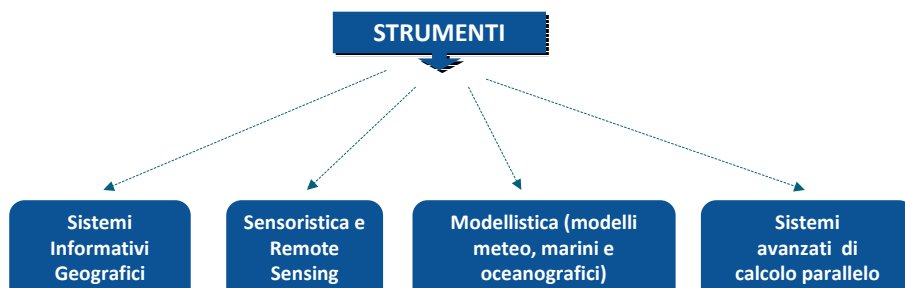 STRUMENTI
Sistemi
Informativi
Geografici
Sensoristica e
Remote
Sensing
Modellistica (modelli
meteo, marini e
oceanografici)
Sistemi
avanzati di
calcolo parallelo